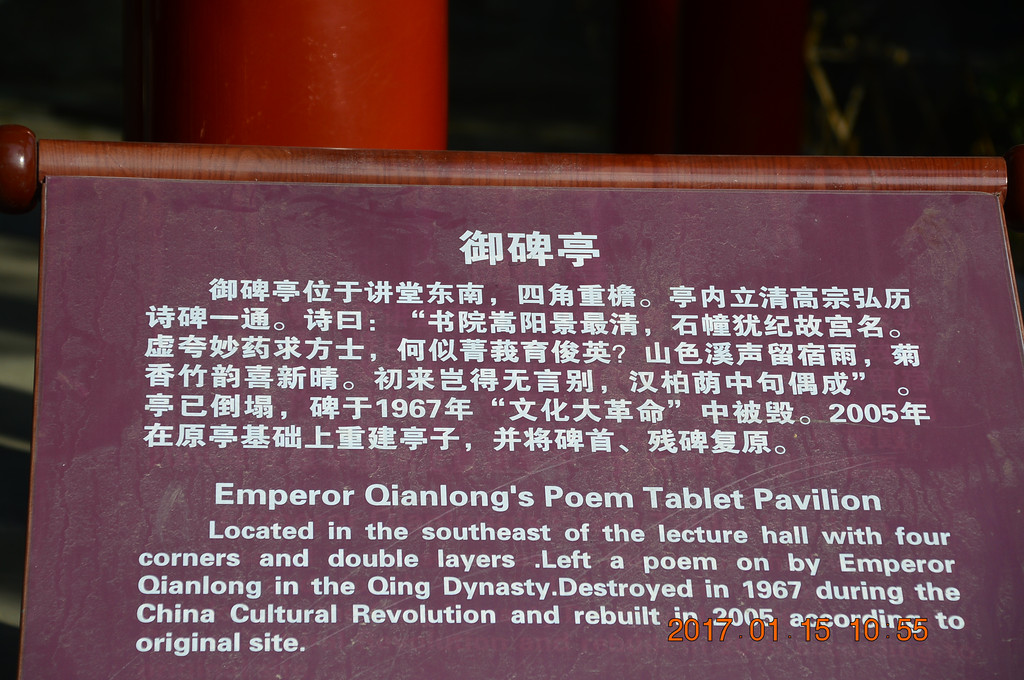 御碑亭
御碑亭位于讲堂东南，四角重檐。亭内立清高宗弘历
诗碑一通。诗曰：“书院嵩阳景最清，石幢犹纪故宫名。
虚夸妙药求方士，何似菁莪育俊英？山色溪声留宿雨，菊
香竹韵喜新晴。初来岂得无言别，汉柏荫中句偶成”。
亭已倒塌，碑于1967年“文化大革命”中被毁。2005年
在原亭基础上重建亭子，并将碑首、残碑复原。
Emperor Qianlong's Poem Tablet Pavilion
Located in the southeast of the lecture hall with four
corners and double layers .Left a poem on by Emperor
Qianlong in the Qing Dynasty.Destroyed in 1967 during the
China Cultural Revolution and rebuilt in 2005 according to
original site.
2017.01.15 10:55